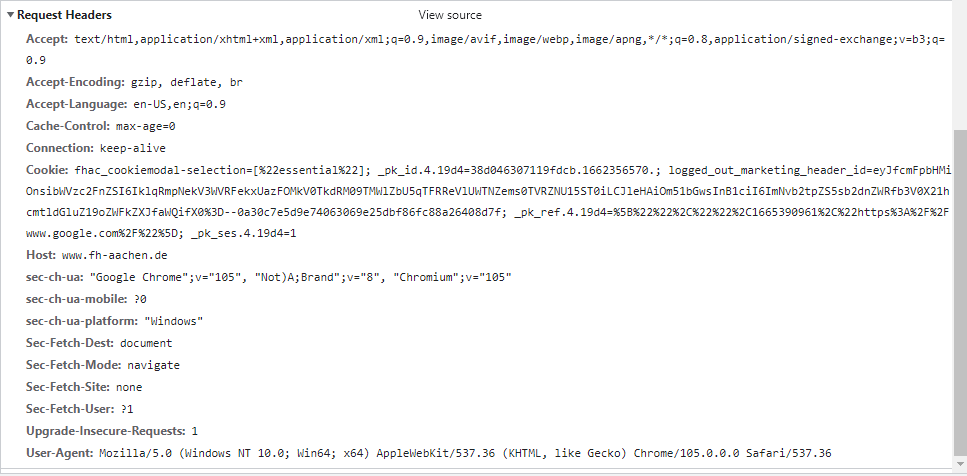 Request Headers View source
Accept: text/html,application/xhtml+xml,application/xml;q=0.9,image/avif,image/webp,image/apng,*/*;q=0.8,application/signed-exchange;v=b3;q=
0.9
Accept-Encoding: gzip, deflate, br
Accept-Language: en-US,en;q=0.9
Cache-Control: max-age=0
Connection: keep-alive
Cookie: fhac_cookiemodal-selection=[%22essential%22]; _pk_id.4.19d4=38d046307119fdcb.1662356570.; logged_out_marketing_header_id=eyJfcmFpbHMi
OnsibWVzc2FnZSI6IklqRmpNekV3WVRFekxUazFOMkV0TkdRM09TMWlZbU5qTFRReVlUWTNZems0TVRZNU15ST0iLCJleHAiOm51bGwsInB1ciI6ImNvb2tpZS5sb2dnZWRfb3V0X21h
cmtldGluZ19oZWFkZXJfaWQifX0%3D--0a30c7e5d9e74063069e25dbf86fc88a26408d7f; _pk_ref.4.19d4=%5B%22%22%2C%22%22%2C1665390961%2C%22https%3A%2F%2F
www.google.com%2F%22%5D; _pk_ses.4.19d4=1
Host: www.fh-aachen.de
sec-ch-ua: "Google Chrome";v="105", "Not)A;Brand";v="8", "Chromium";v="105"
sec-ch-ua-mobile: ?0
sec-ch-ua-platform: "Windows"
Sec-Fetch-Dest: document
Sec-Fetch-Mode: navigate
Sec-Fetch-Site: none
Sec-Fetch-User: ?1
Upgrade-Insecure-Requests: 1
User-Agent: Mozilla/5.0 (Windows NT 10.0; Win64; x64) AppleWebKit/537.36 (KHTML, like Gecko) Chrome/105.0.0.0 Safari/537.36